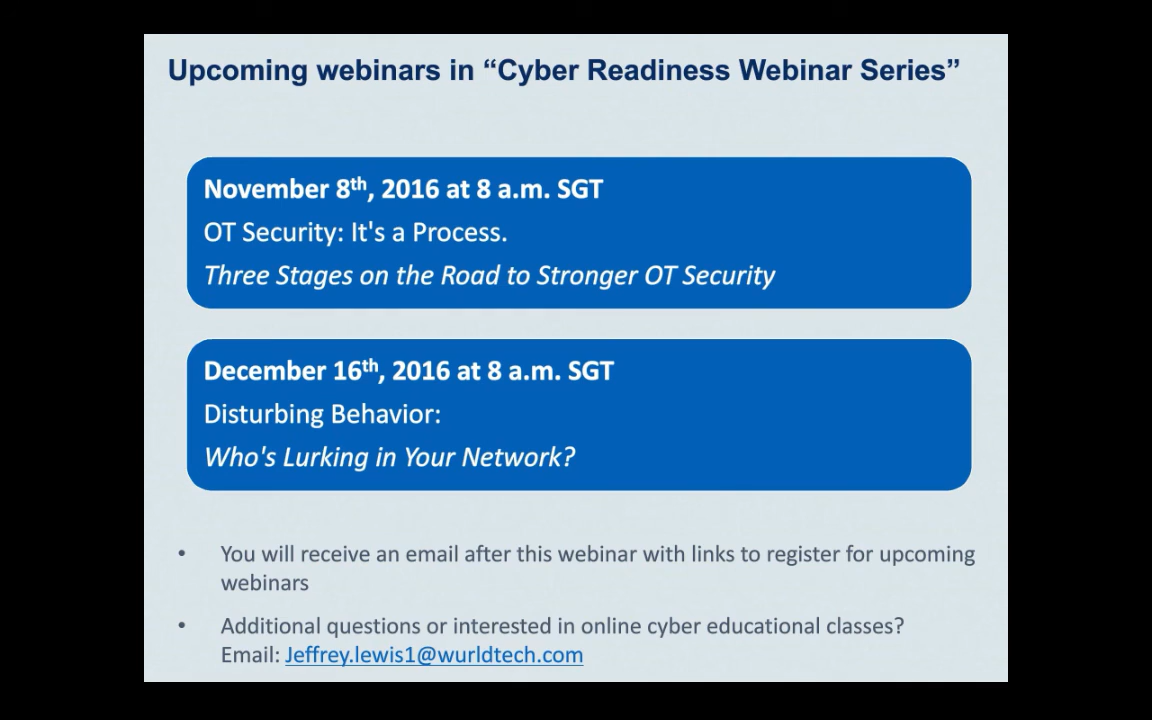 Upcoming webinars in “Cyber Readiness Webinar Series”
November 8th, 2016 at 8 a.m. SGT
OT Security: It's a Process.
Three Stages on the Road to Stronger OT Security
December 16th, 2016 at 8 a.m. SGT
Disturbing Behavior:
Who's Lurking in Your Network?
• You will receive an email after this webinar with links to register for upcoming
webinars
• Additional questions or interested in online cyber educational classes?
Email: Jeffrey.lewis1@wurldtech.com